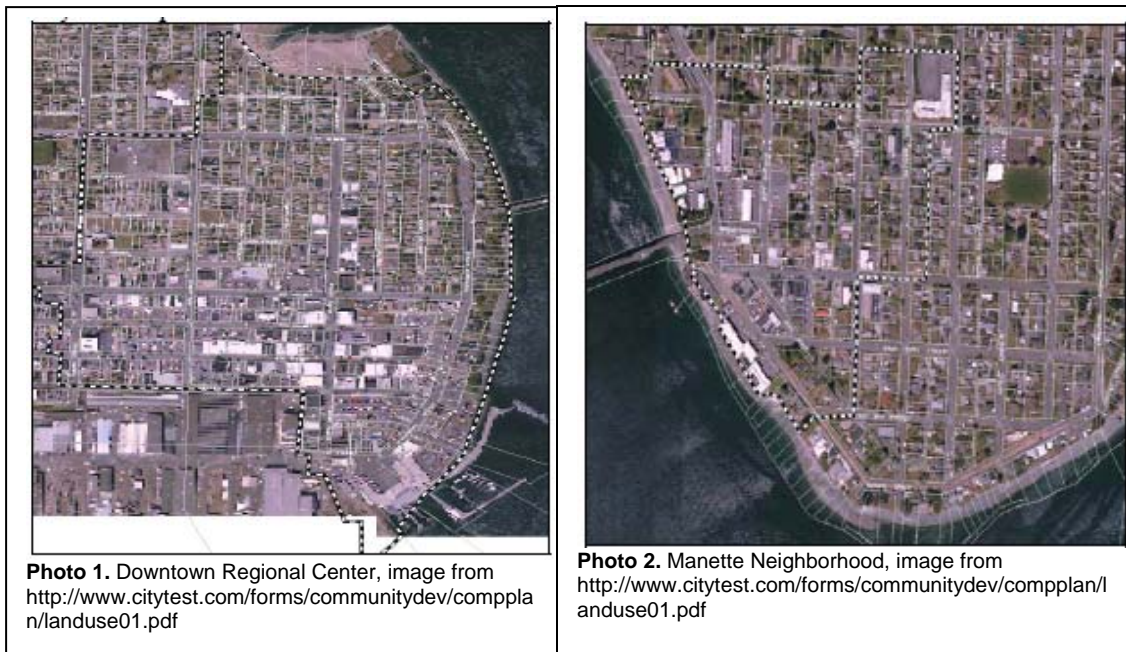 Photo 1. Downtown Regional Center, image from
http://www.citytest.com/forms/communitydev/comppla
n/landuse01.pdf
Photo 2. Manette Neighborhood, image from
http://www.citytest.com/forms/communitydev/compplan/l
anduse01.pdf